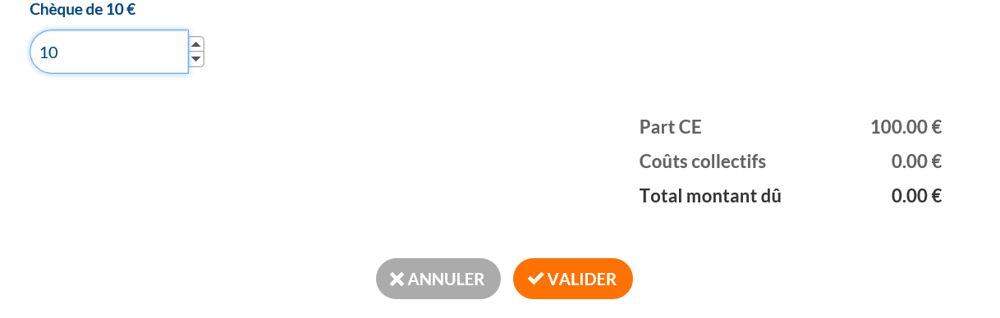 Chèque de 10 €
10
Part CE 100.00 €
Coûts collectifs 0.00 €
Total montant dû 0.00 €
ANNULER VALIDER